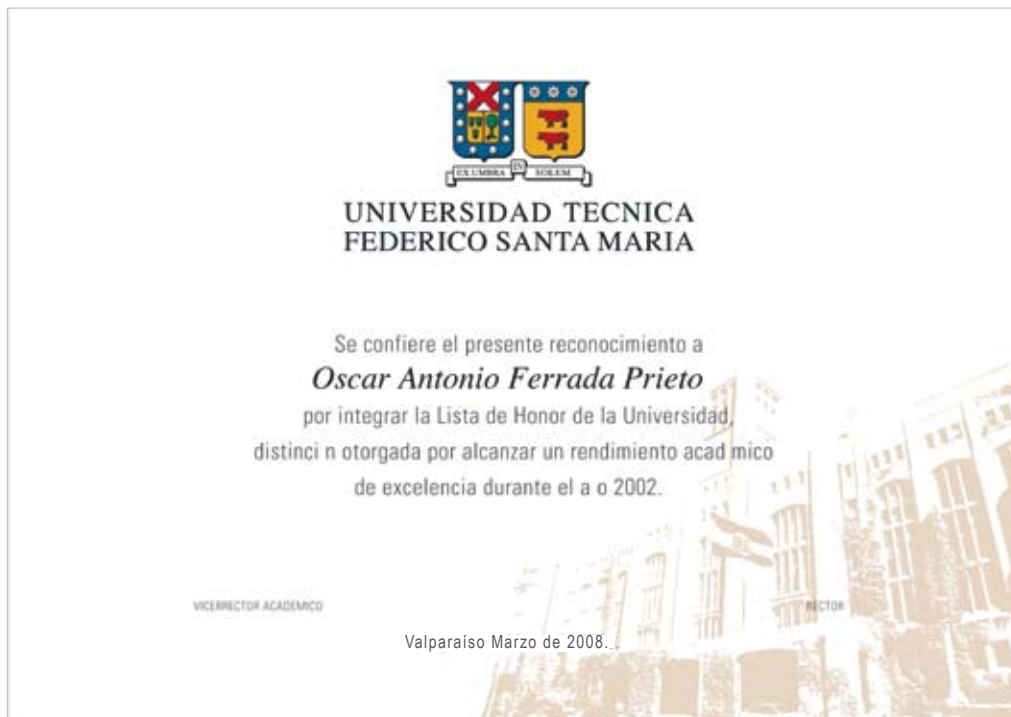 EX UMBRA IN SOLEM
UNIVERSIDAD TECNICA
FEDERICO SANTA MARIA
Se confiere el presente reconocimiento a
Oscar Antonio Ferrada Prieto
por integrar la Lista de Honor de la Universidad,
distinci n otorgada por alcanzar un rendimiento acad mico
de excelencia durante el a o 2002.
VICERRECTOR ACADEMICO
RECTOR
Valparaíso Marzo de 2008.